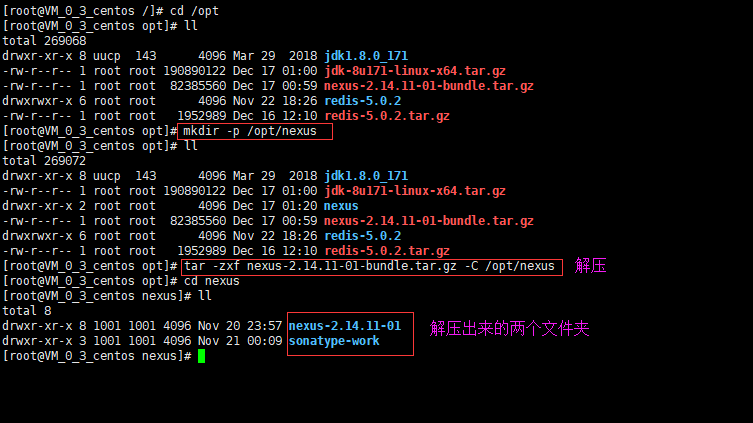 [root@VM_0_3_centos /]# cd /opt
[root@VM_0_3_centos opt]# ll
total 269068
drwxr-xr-x 8 uucp  143      4096 Mar 29  2018 jdk1.8.0_171
-rw-r--r-- 1 root root 190890122 Dec 17 01:00 jdk-8u171-linux-x64.tar.gz
-rw-r--r-- 1 root root  82385560 Dec 17 00:59 nexus-2.14.11-01-bundle.tar.gz
drwxrwxr-x 6 root root      4096 Nov 22 18:26 redis-5.0.2
-rw-r--r-- 1 root root   1952989 Dec 16 12:10 redis-5.0.2.tar.gz
[root@VM_0_3_centos opt]# mkdir -p /opt/nexus
[root@VM_0_3_centos opt]# ll
total 269072
drwxr-xr-x 8 uucp  143      4096 Mar 29  2018 jdk1.8.0_171
-rw-r--r-- 1 root root 190890122 Dec 17 01:00 jdk-8u171-linux-x64.tar.gz
drwxr-xr-x 2 root root      4096 Dec 17 01:20 nexus
-rw-r--r-- 1 root root  82385560 Dec 17 00:59 nexus-2.14.11-01-bundle.tar.gz
drwxrwxr-x 6 root root      4096 Nov 22 18:26 redis-5.0.2
-rw-r--r-- 1 root root   1952989 Dec 16 12:10 redis-5.0.2.tar.gz
[root@VM_0_3_centos opt]# tar -zxf nexus-2.14.11-01-bundle.tar.gz -C /opt/nexus 解压
[root@VM_0_3_centos opt]# cd nexus
[root@VM_0_3_centos nexus]# ll
total 8
drwxr-xr-x 8 1001 1001 4096 Nov 20 23:57 nexus-2.14.11-01 解压出来的两个文件夹
drwxr-xr-x 3 1001 1001 4096 Nov 21 00:09 sonatype-work
[root@VM_0_3_centos nexus]#